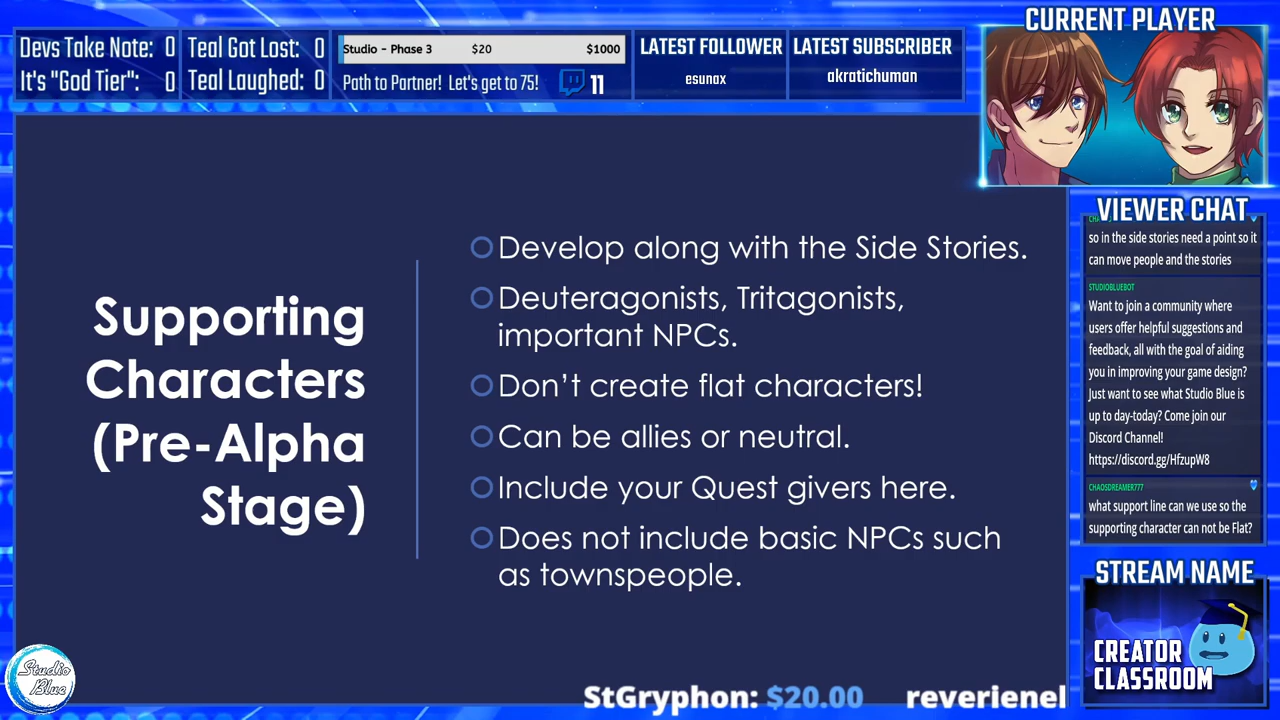 Devs Take Note: 0
It's "God Tier": 0
Teal Got Lost: 0
Teal Laughed: 0
Studio - Phase 3 $20 $1000
Path to Partner! Let's get to 75! 11
LATEST FOLLOWER
esunax
LATEST SUBSCRIBER
akratichuman
CURRENT PLAYER
Supporting
Characters
(Pre-Alpha
Stage)
Develop along with the Side Stories.
Deuteragonists, Tritagonists,
important NPCs.
Don't create flat characters!
Can be allies or neutral.
Include your Quest givers here.
Does not include basic NPCs such
as townspeople.
VIEWER CHAT
so in the side stories need a point so it
can move people and the stories
STUDIOBLUEBOT
Want to join a community where
users offer helpful suggestions and
feedback, all with the goal of aiding
you in improving your game design?
Just want to see what Studio Blue is
up to day-today? Come join our
Discord Channel!
https://discord.gg/HfzupW8
CHAOSDREAMER777
what support line can we use so the
supporting character can not be Flat?
STREAM NAME
CREATOR
CLASSROOM
Studio
Blue
StGryphon: $20.00 reverienel